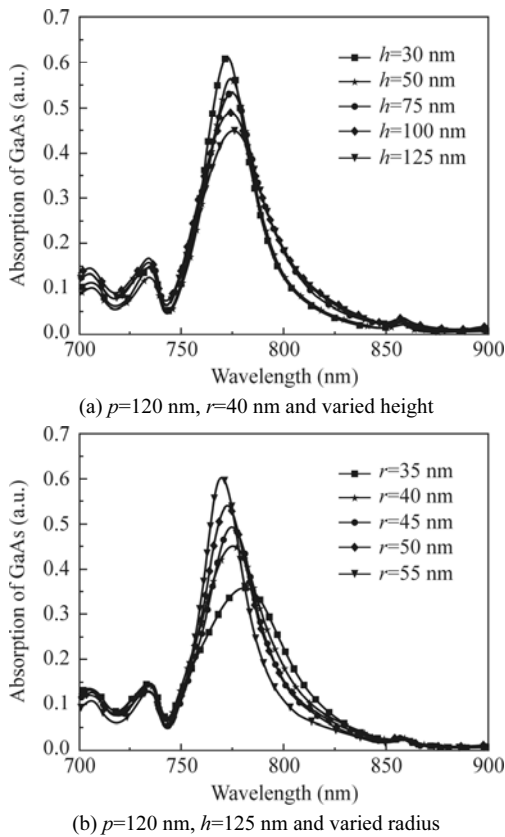 0.7
0.6
0.5
0.4
0.3
0.2
0.1
0.0
Absorption of GaAs (a.u.)
h=30 nm
h=50 nm
h=75 nm
h=100 nm
h=125 nm
700 750 800 850 900
Wavelength (nm)
(a) p=120 nm, r=40 nm and varied height
0.7
0.6
0.5
0.4
0.3
0.2
0.1
0.0
Absorption of GaAs (a.u.)
r=35 nm
r=40 nm
r=45 nm
r=50 nm
r=55 nm
700 750 800 850 900
Wavelength (nm)
(b) p=120 nm, h=125 nm and varied radius